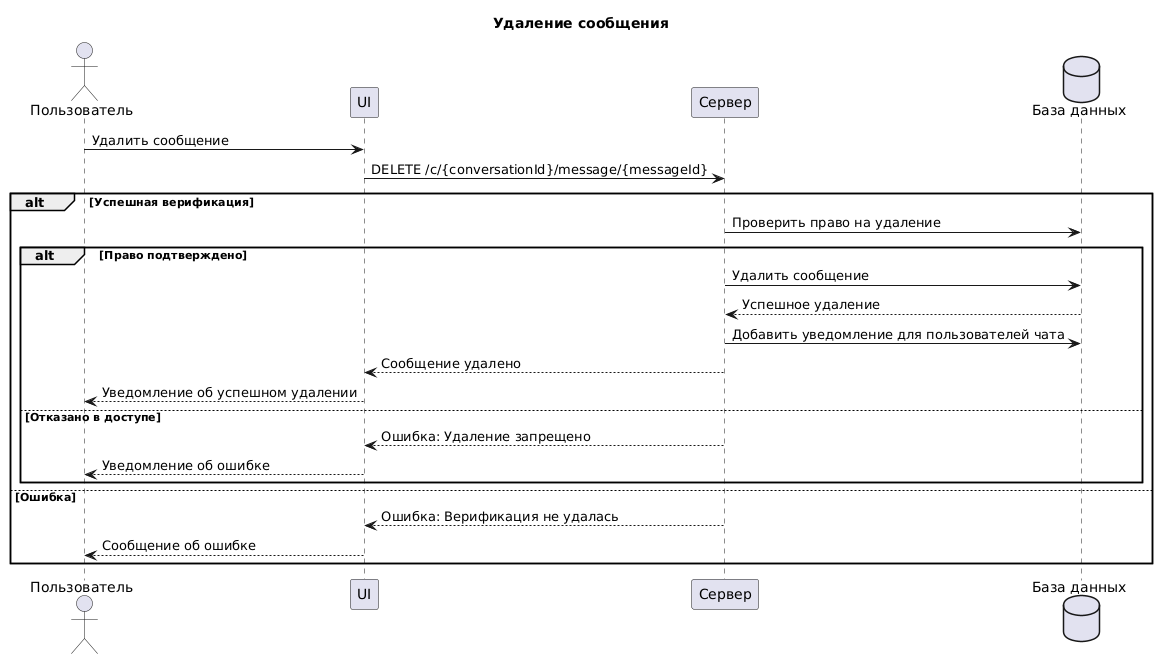 Удаление сообщения
Пользователь
UI
Сервер
База данных
Удалить сообщение
DELETE /c/{conversationId}/message/{messageId}
alt [Успешная верификация]
Проверить право на удаление
alt [Право подтверждено]
Удалить сообщение
Успешное удаление
Добавить уведомление для пользователей чата
Сообщение удалено
Уведомление об успешном удалении
[Отказано в доступе]
Ошибка: Удаление запрещено
Уведомление об ошибке
[Ошибка]
Ошибка: Верификация не удалась
Сообщение об ошибке
Пользователь
UI
Сервер
База данных